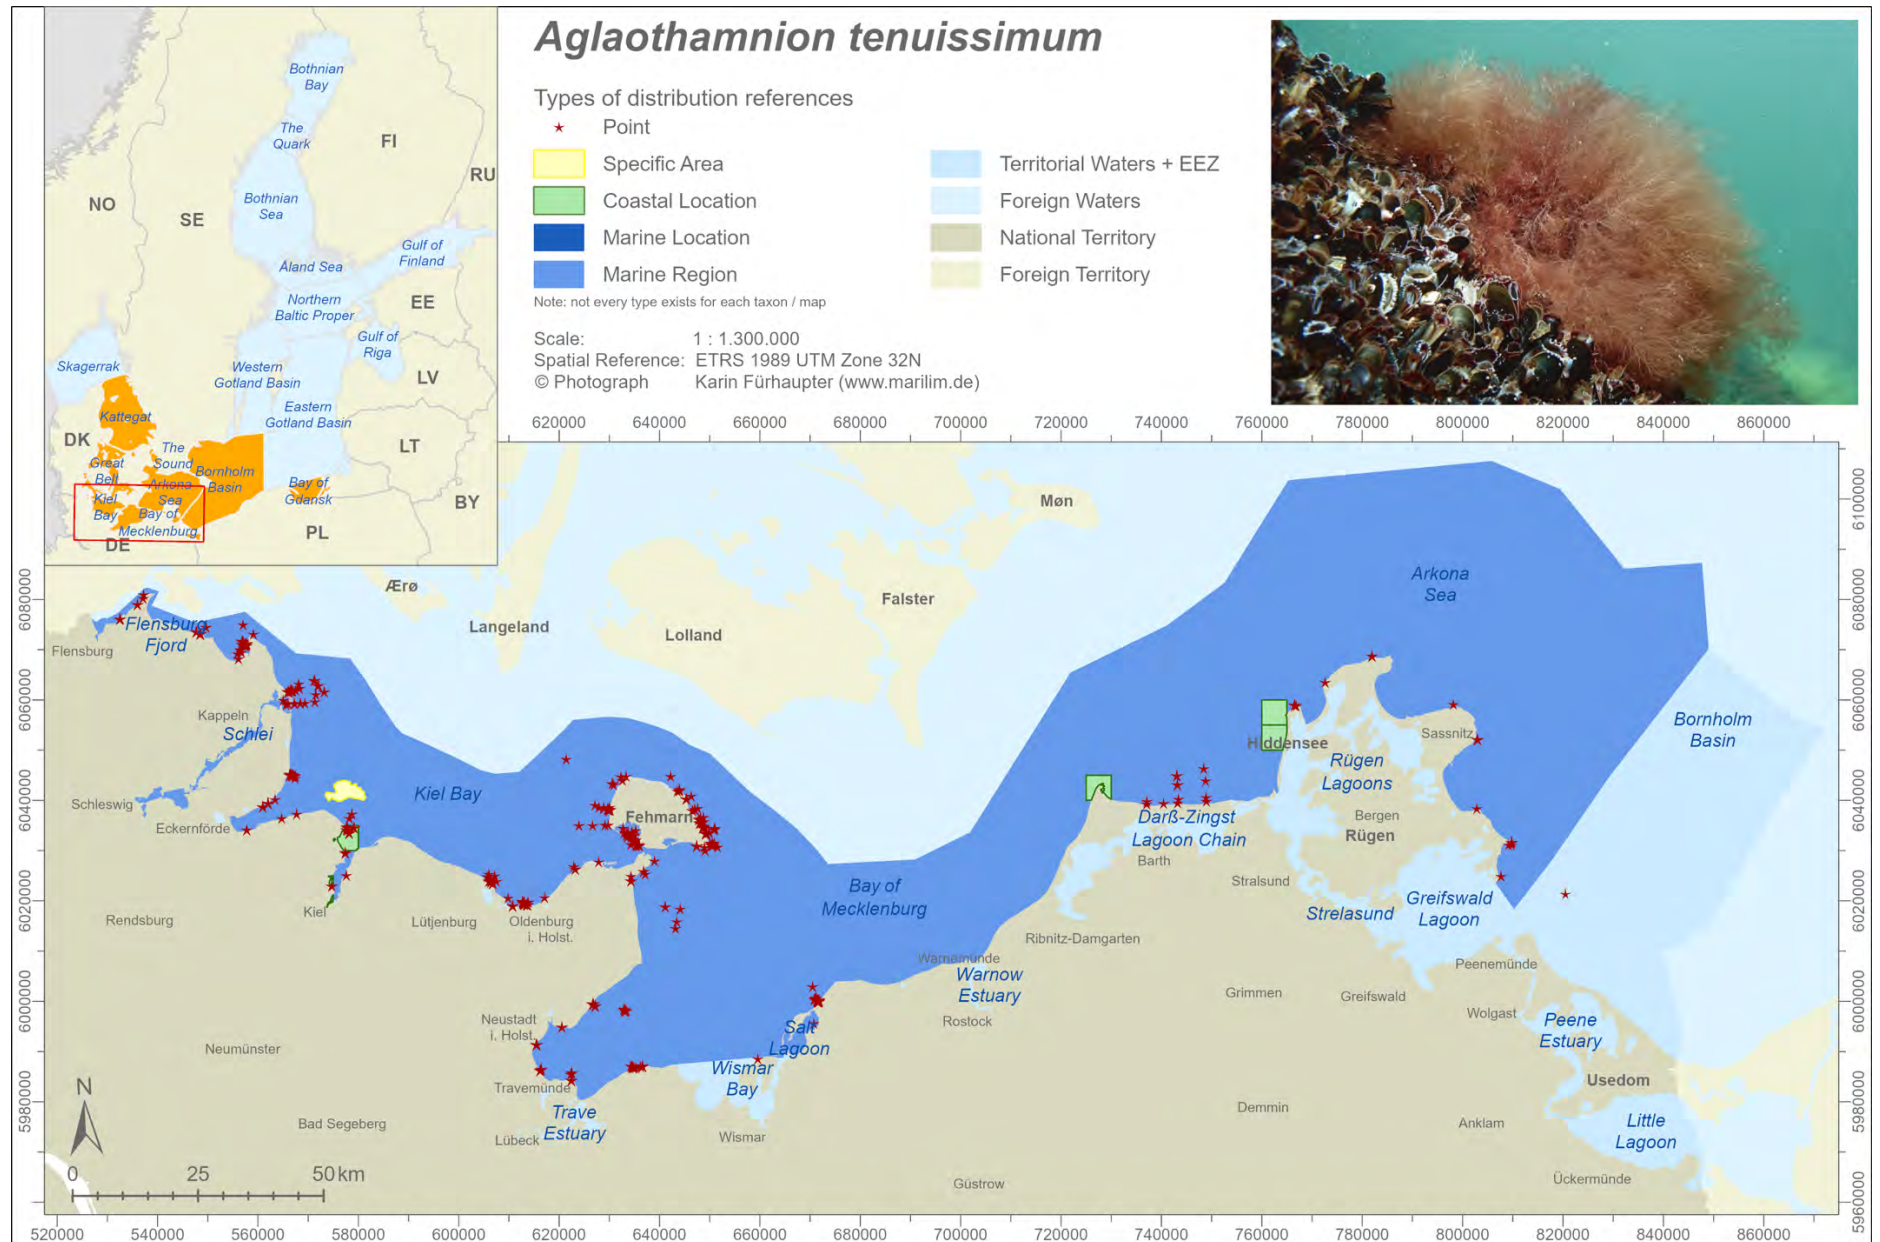 Aglaothamnion tenuissimum
Types of distribution references
Point
Specific Area
Coastal Location
Marine Location
Marine Region
Territorial Waters + EEZ
Foreign Waters
National Territory
Foreign Territory
Note: not every type exists for each taxon / map
Scale: 1 : 1.300.000
Spatial Reference: ETRS 1989 UTM Zone 32N
© Photograph Karin Fürhaupter (www.marilim.de)
Bothnian
Bay
The
Quark
FI
RU
NO
SE
Bothnian
Sea
Gulf of
Finland
Åland Sea
Northern
Baltic Proper
EE
Gulf of
Riga
Skagerrak
Western
Gotland Basin
LV
Kattegat
Eastern
Gotland Basin
DK
The
Sound
LT
Great
Belt
Bornholm
Basin
Arkona
Sea
Bay of
Gdansk
Kiel
Bay
Bay of
Mecklenburg
BY
PL
DE
620000 640000 660000 680000 700000 720000 740000 760000 780000 800000 820000 840000 860000
6100000
6080000
6060000
6040000
6020000
6000000
5980000
5960000
6080000
6060000
6040000
6020000
6000000
5980000
Møn
Ærø
Langeland
Lolland
Falster
Arkona
Sea
Flensburg
Fjord
Flensburg
Kappeln
Schlei
Schleswig
Eckernförde
Kiel Bay
Fehmarn
Hiddensee
Sassnitz
Bornholm
Basin
Rügen
Lagoons
Bergen
Rügen
Darß-Zingst
Lagoon Chain
Barth
Stralsund
Strelasund
Greifswald
Lagoon
Bay of
Mecklenburg
Rendsburg
Kiel
Lütjenburg
Oldenburg
i. Holst.
Ribnitz-Damgarten
Warnemünde
Warnow
Estuary
Rostock
Peenemünde
Grimmen
Greifswald
Wolgast
Peene
Estuary
Usedom
Neustadt
i. Holst.
Neumünster
Salt
Lagoon
Wismar
Bay
Travemünde
Trave
Estuary
Lübeck
Bad Segeberg
Wismar
Demmin
Anklam
Little
Lagoon
Ückermünde
Güstrow
N
0 25 50 km
520000 540000 560000 580000 600000 620000 640000 660000 680000 700000 720000 740000 760000 780000 800000 820000 840000 860000